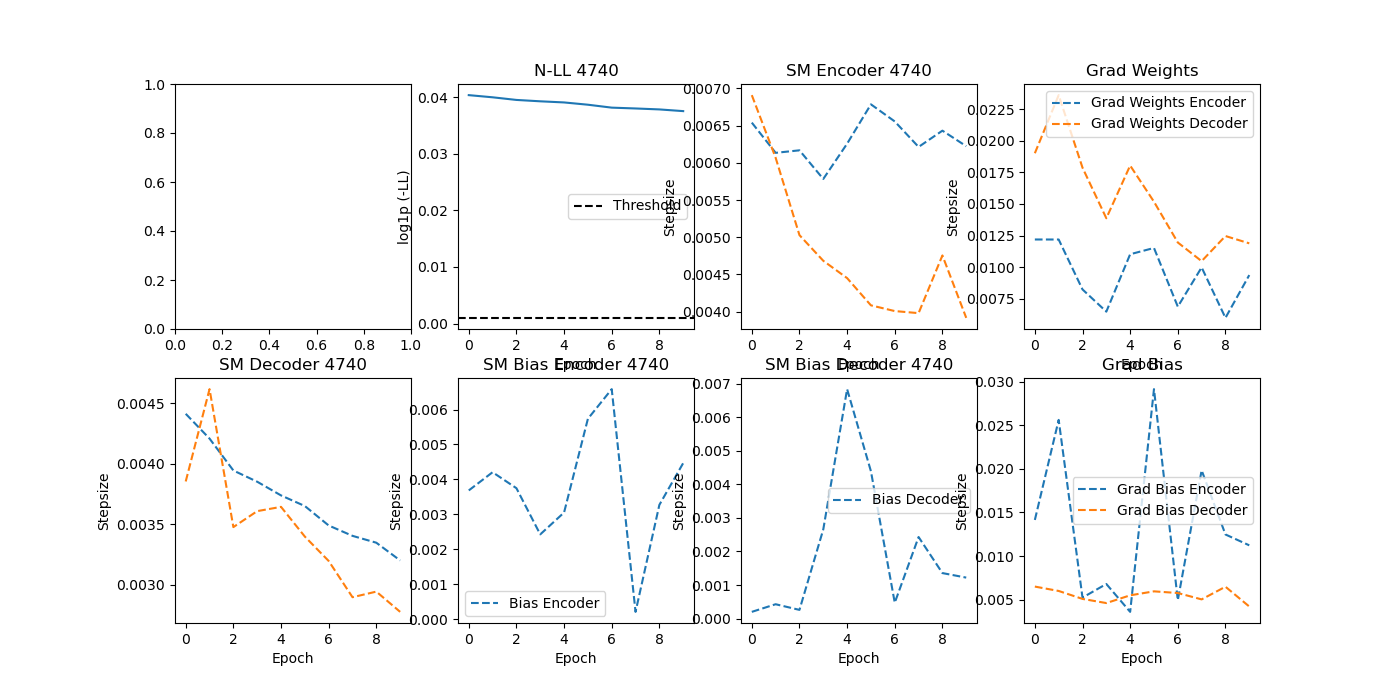 N-LL 4740
SM Encoder 4740
Grad Weights
1.0
0.8
0.6
0.4
0.2
0.0
0.0 0.2 0.4 0.6 0.8 1.0
log1p (-LL)
0.04
0.03
0.02
0.01
0.00
Threshold
0 2 4 6 8
Epoch
Stepsize
0.0070
0.0065
0.0060
0.0055
0.0050
0.0045
0.0040
0 2 4 6 8
Epoch
Stepsize
0.0225
0.0200
0.0175
0.0150
0.0125
0.0100
0.0075
Grad Weights Encoder
Grad Weights Decoder
0 2 4 6 8
Epoch
SM Decoder 4740
SM Bias Encoder 4740
SM Bias Decoder 4740
Grad Bias
Stepsize
0.0045
0.0040
0.0035
0.0030
0 2 4 6 8
Epoch
Stepsize
0.006
0.005
0.004
0.003
0.002
0.001
0.000
Bias Encoder
0 2 4 6 8
Epoch
Stepsize
0.007
0.006
0.005
0.004
0.003
0.002
0.001
0.000
Bias Decoder
0 2 4 6 8
Epoch
Stepsize
0.030
0.025
0.020
0.015
0.010
0.005
Grad Bias Encoder
Grad Bias Decoder
0 2 4 6 8
Epoch